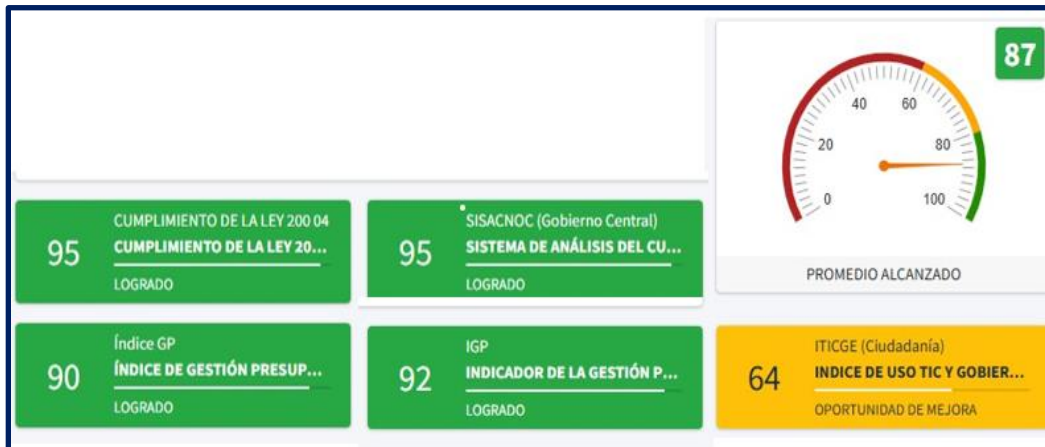 87
0
20
40
60
80
100
PROMEDIO ALCANZADO
95
CUMPLIMIENTO DE LA LEY 200 04
CUMPLIMIENTO DE LA LEY 20...
LOGRADO
95
SISACNOC (Gobierno Central)
SISTEMA DE ANÁLISIS DEL CU...
LOGRADO
90
Índice GP
ÍNDICE DE GESTIÓN PRESUP...
LOGRADO
92
IGP
INDICADOR DE LA GESTIÓN P...
LOGRADO
64
ITICGE (Ciudadanía)
INDICE DE USO TIC Y GOBIER...
OPORTUNIDAD DE MEJORA